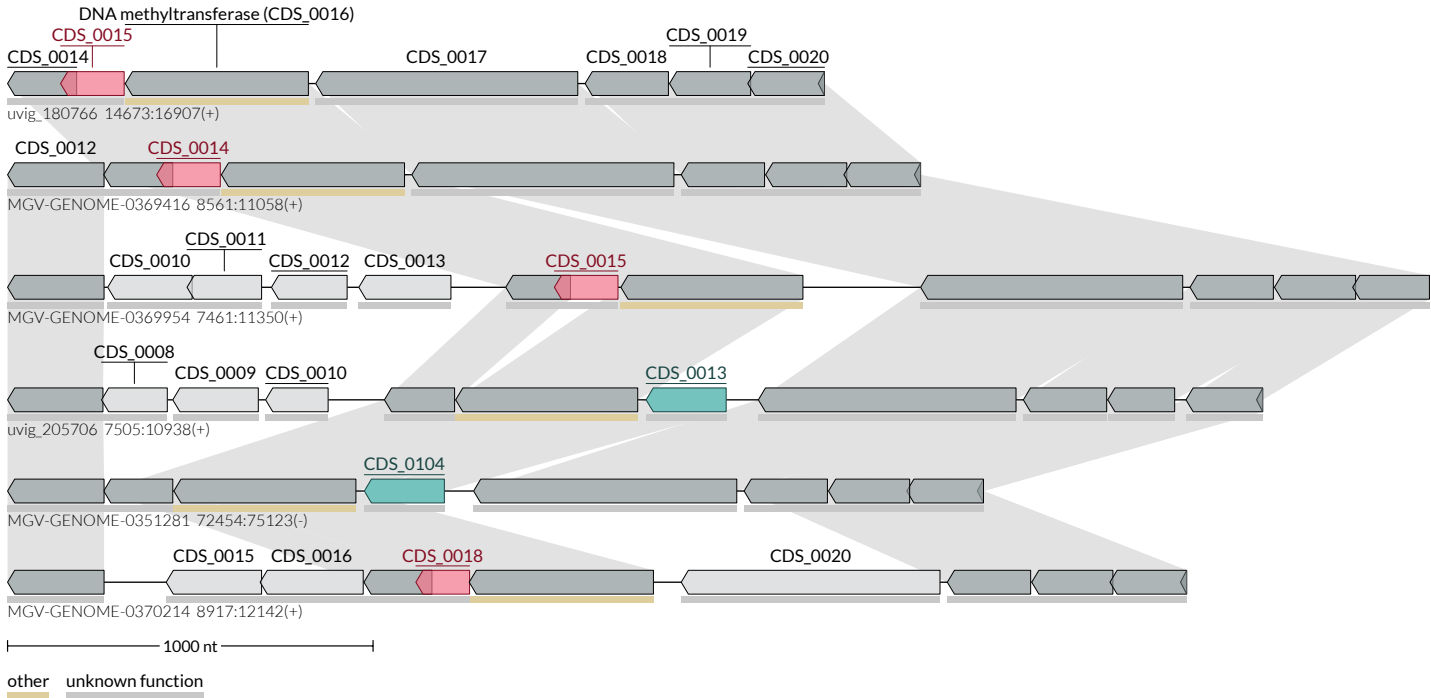 DNA methyltransferase (CDS_0016)
CDS_0015
CDS_0014
CDS_0017
CDS_0018
CDS_0019
CDS_0020
uvig_180766 14673:16907(+)
CDS_0012
CDS_0014
MGV-GENOME-0369416 8561:11058(+)
CDS_0010
CDS_0011
CDS_0012
CDS_0013
CDS_0015
MGV-GENOME-0369954 7461:11350(+)
CDS_0008
CDS_0009
CDS_0010
CDS_0013
uvig_205706 7505:10938(+)
CDS_0104
MGV-GENOME-0351281 72454:75123(-)
CDS_0015
CDS_0016
CDS_0018
CDS_0020
MGV-GENOME-0370214 8917:12142(+)
1000 nt
other unknown function